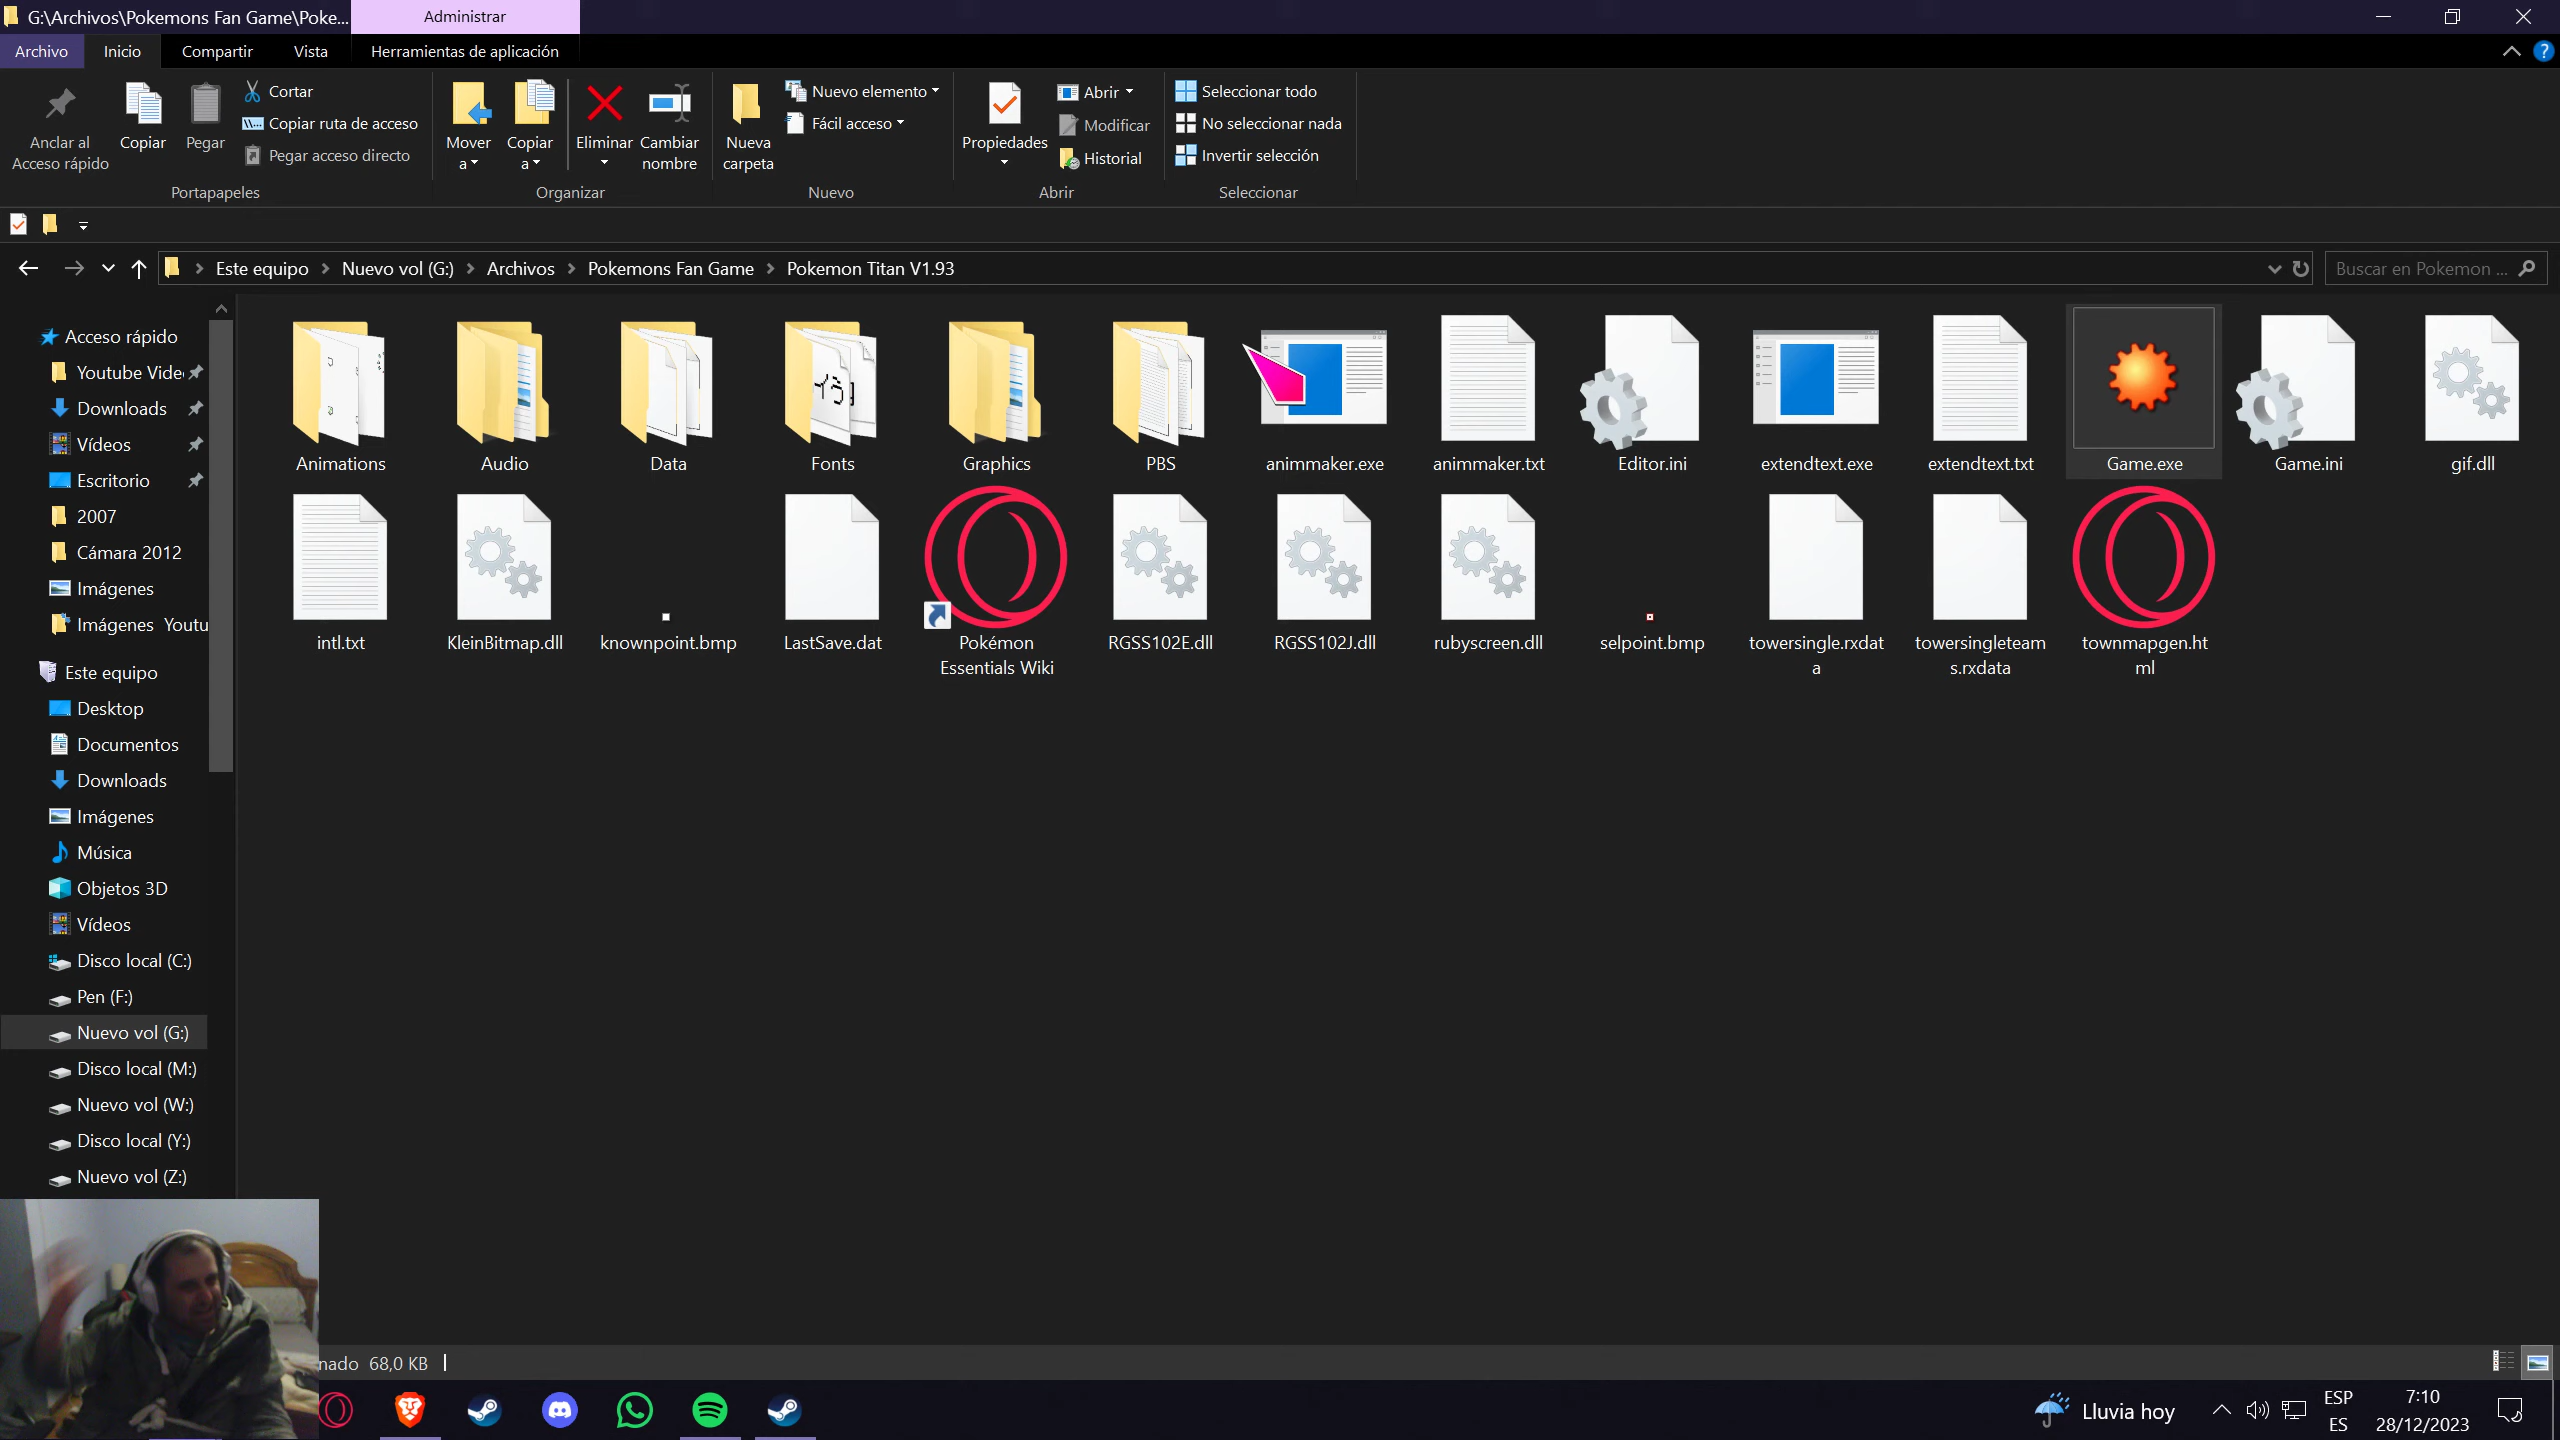 G:\Archivos\Pokemons Fan Game\Poke...
Administrar
Archivo
Inicio
Compartir
Vista
Herramientas de aplicación
Anclar al
Acceso rápido
Copiar
Pegar
Cortar
Copiar ruta de acceso
Pegar acceso directo
Portapapeles
Mover
a
Copiar
a
Eliminar
Cambiar
nombre
Organizar
Nueva
carpeta
Nuevo elemento
Fácil acceso
Nuevo
Propiedades
Abrir
Modificar
Historial
Abrir
Seleccionar todo
No seleccionar nada
Invertir selección
Seleccionar
Este equipo
Nuevo vol (G:)
Archivos
Pokemons Fan Game
Pokemon Titan V1.93
Buscar en Pokemon ...
Acceso rápido
Youtube Vide
Downloads
Vídeos
Escritorio
2007
Cámara 2012
Imágenes
Imágenes Youtu
Este equipo
Desktop
Documentos
Downloads
Imágenes
Música
Objetos 3D
Vídeos
Disco local (C:)
Pen (F:)
Nuevo vol (G:)
Disco local (M:)
Nuevo vol (W:)
Disco local (Y:)
Nuevo vol (Z:)
Animations
Audio
Data
Fonts
Graphics
PBS
animmaker.exe
animmaker.txt
Editor.ini
extendtext.exe
extendtext.txt
Game.exe
Game.ini
gif.dll
intl.txt
KleinBitmap.dll
knownpoint.bmp
LastSave.dat
Pokémon
Essentials Wiki
RGSS102E.dll
RGSS102J.dll
rubyscreen.dll
selpoint.bmp
towersingle.rxdat
a
towersingleteam
s.rxdata
townmapgen.ht
ml
nado 68,0 KB
Lluvia hoy
ESP
ES
7:10
28/12/2023